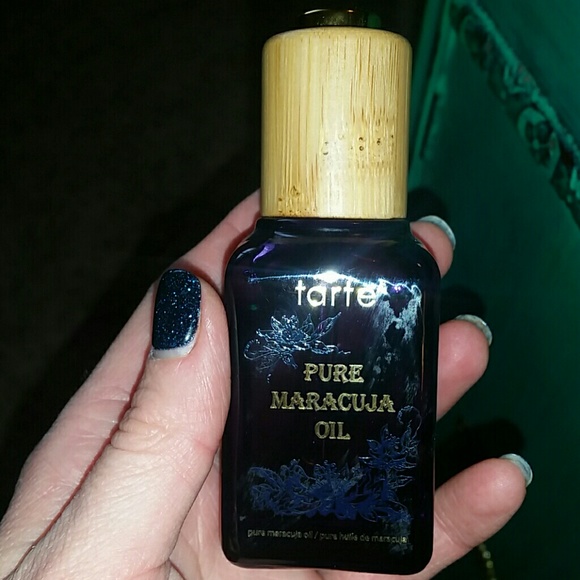 tarte
PURE
MARACUJA
OIL
pure maracuja oil / pure huile de maracuja